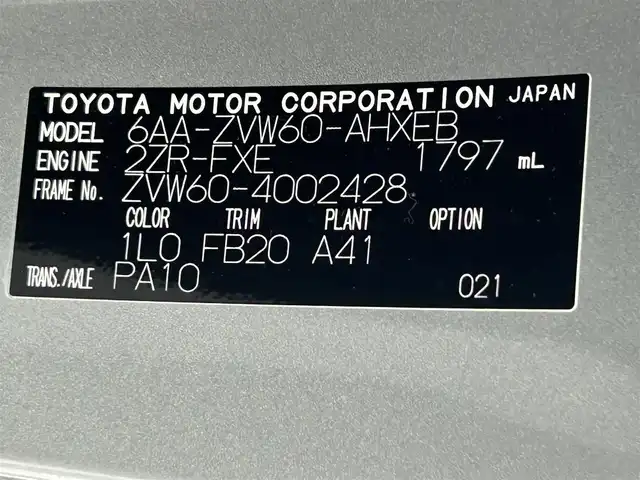 TOYOTA MOTOR CORPORATION JAPAN
MODEL 6AA-ZVW60-AHXEB
ENGINE 2ZR-FXE 1797 mL
FRAME No. ZVW60-4002428
COLOR TRIM PLANT OPTION
1L0 FB20 A41
TRANS./AXLE PA10 021